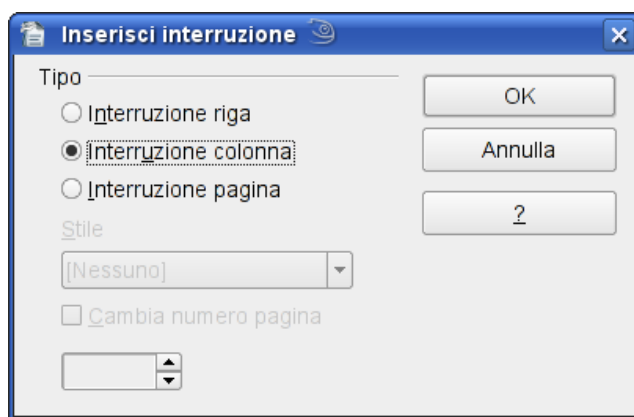 Inserisci interruzione
Tipo
Interruzione riga
Interruzione colonna
Interruzione pagina
Stile
[Nessuno]
Cambia numero pagina
OK
Annulla
?